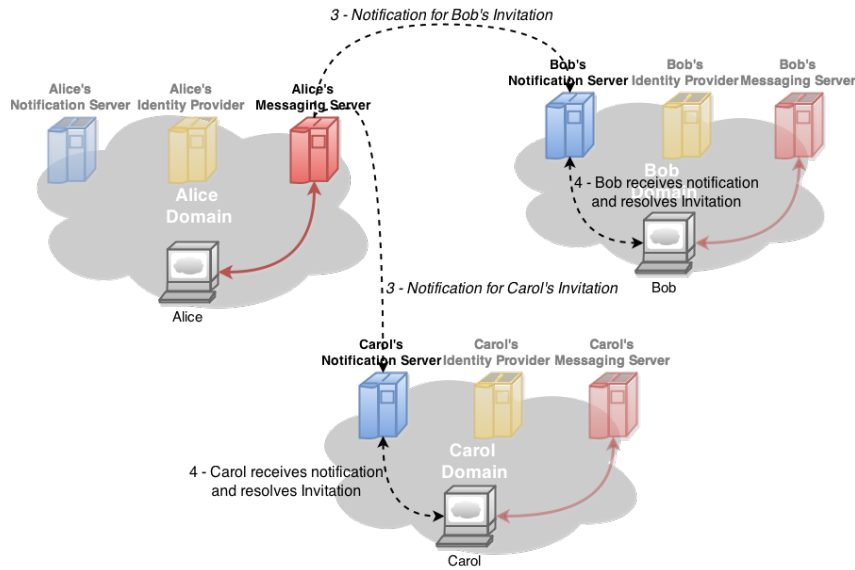 3 - Notification for Bob's Invitation
Alice's
Notification Server
Alice's
Identity Provider
Alice's
Messaging Server
Bob's
Notification Server
Bob's
Identity Provider
Bob's
Messaging Server
Alice
Domain
Bob
Domain
4 - Bob receives notification
and resolves Invitation
Alice
Bob
3 - Notification for Carol's Invitation
Carol's
Notification Server
Carol's
Identity Provider
Carol's
Messaging Server
Carol
Domain
4 - Carol receives notification
and resolves Invitation
Carol